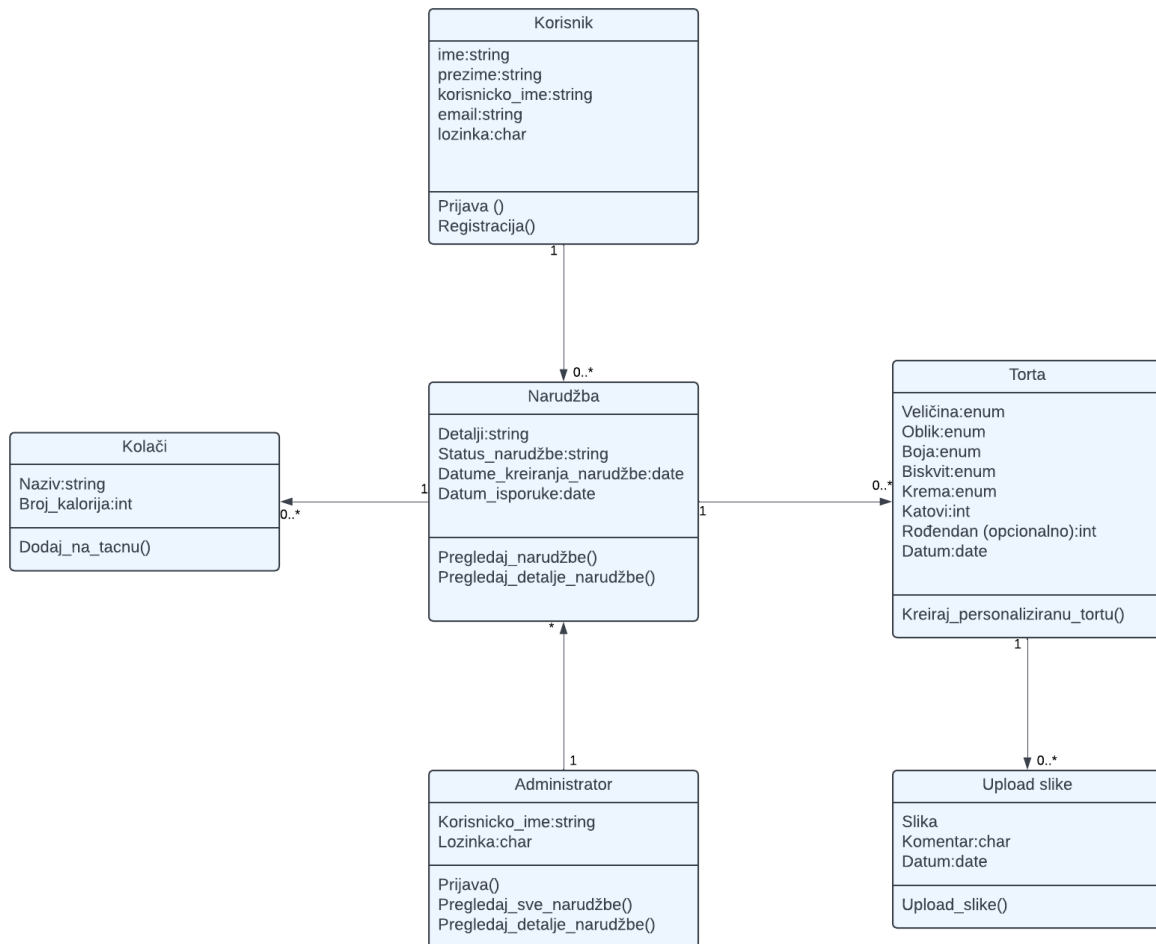 Korisnik
ime:string
prezime:string
korisnicko_ime:string
email:string
lozinka:char
Prijava ()
Registracija()
1
0..*
Narudžba
Detalji:string
Status_narudžbe:string
Datume_kreiranja_narudžbe:date
Datum_isporuke:date
Pregledaj_narudžbe()
Pregledaj_detalje_narudžbe()
1
0..*
Kolači
Naziv:string
Broj_kalorija:int
Dodaj_na_tacnu()
1
0..*
Torta
Veličina:enum
Oblik:enum
Boja:enum
Biskvit:enum
Krema:enum
Katovi:int
Rođendan (opcionalno):int
Datum:date
Kreiraj_personaliziranu_tortu()
*
1
Administrator
Korisnicko_ime:string
Lozinka:char
Prijava()
Pregledaj_sve_narudžbe()
Pregledaj_detalje_narudžbe()
1
0..*
Upload slike
Slika
Komentar:char
Datum:date
Upload_slike()